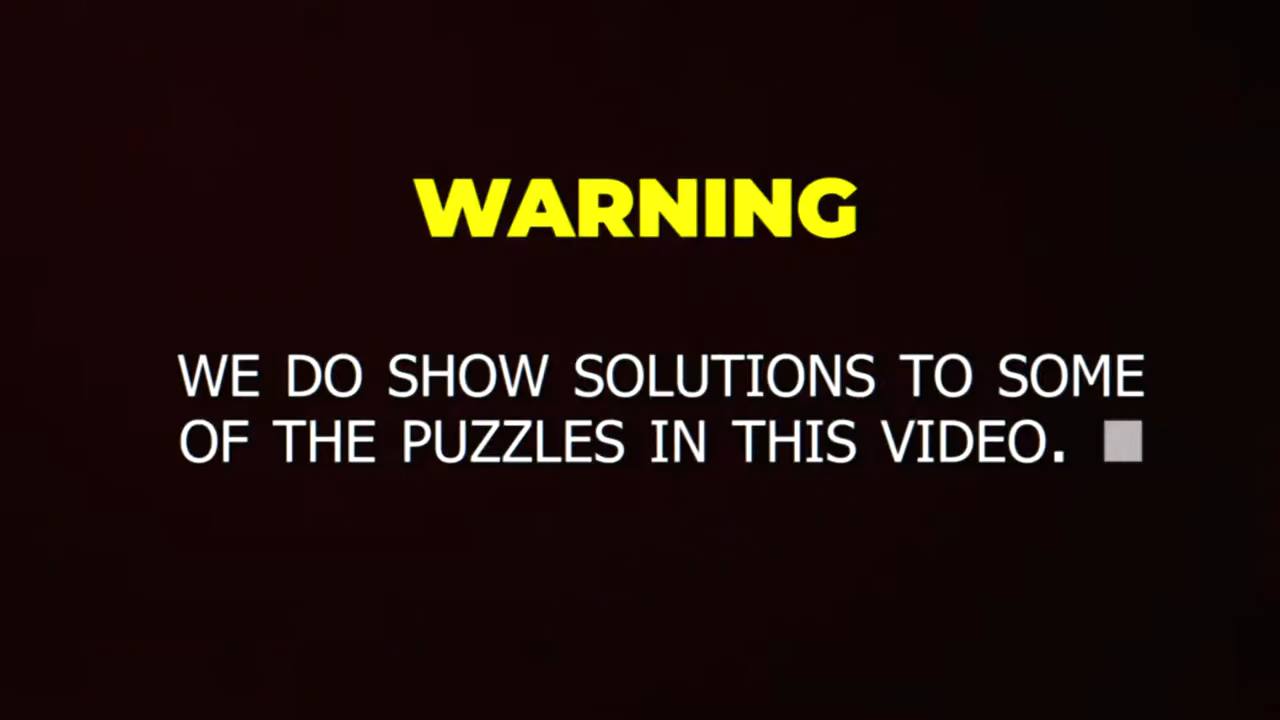 WARNING
WE DO SHOW SOLUTIONS TO SOME
OF THE PUZZLES IN THIS VIDEO.